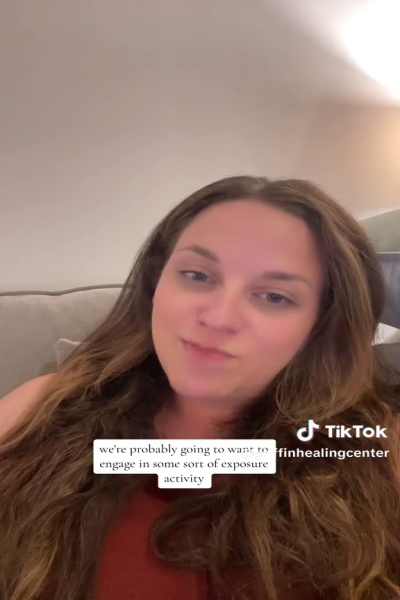 we're probably going to want to
engage in some sort of exposure
activity
TikTok
finhealingcenter